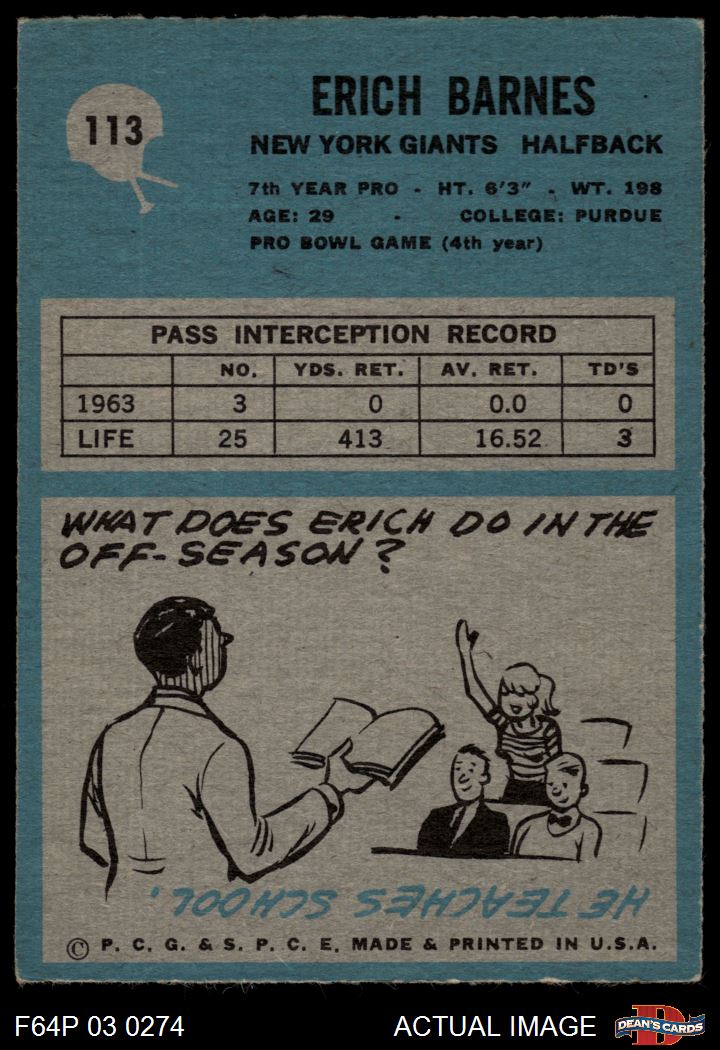 113
ERICH BARNES
NEW YORK GIANTS HALFBACK
7th YEAR PRO - HT. 6'3" - WT. 198
AGE: 29 - COLLEGE: PURDUE
PRO BOWL GAME (4th year)
PASS INTERCEPTION RECORD
NO. YDS. RET. AV. RET. TD'S
1963 3 0 0.0 0
LIFE 25 413 16.52 3
WHAT DOES ERICH DO IN THE
OFF-SEASON?
HE TEACHES SCHOOL.
© P. C. G. & S. P. C. E. MADE & PRINTED IN U.S.A.
F64P 03 0274 ACTUAL IMAGE DEAN'S CARDS